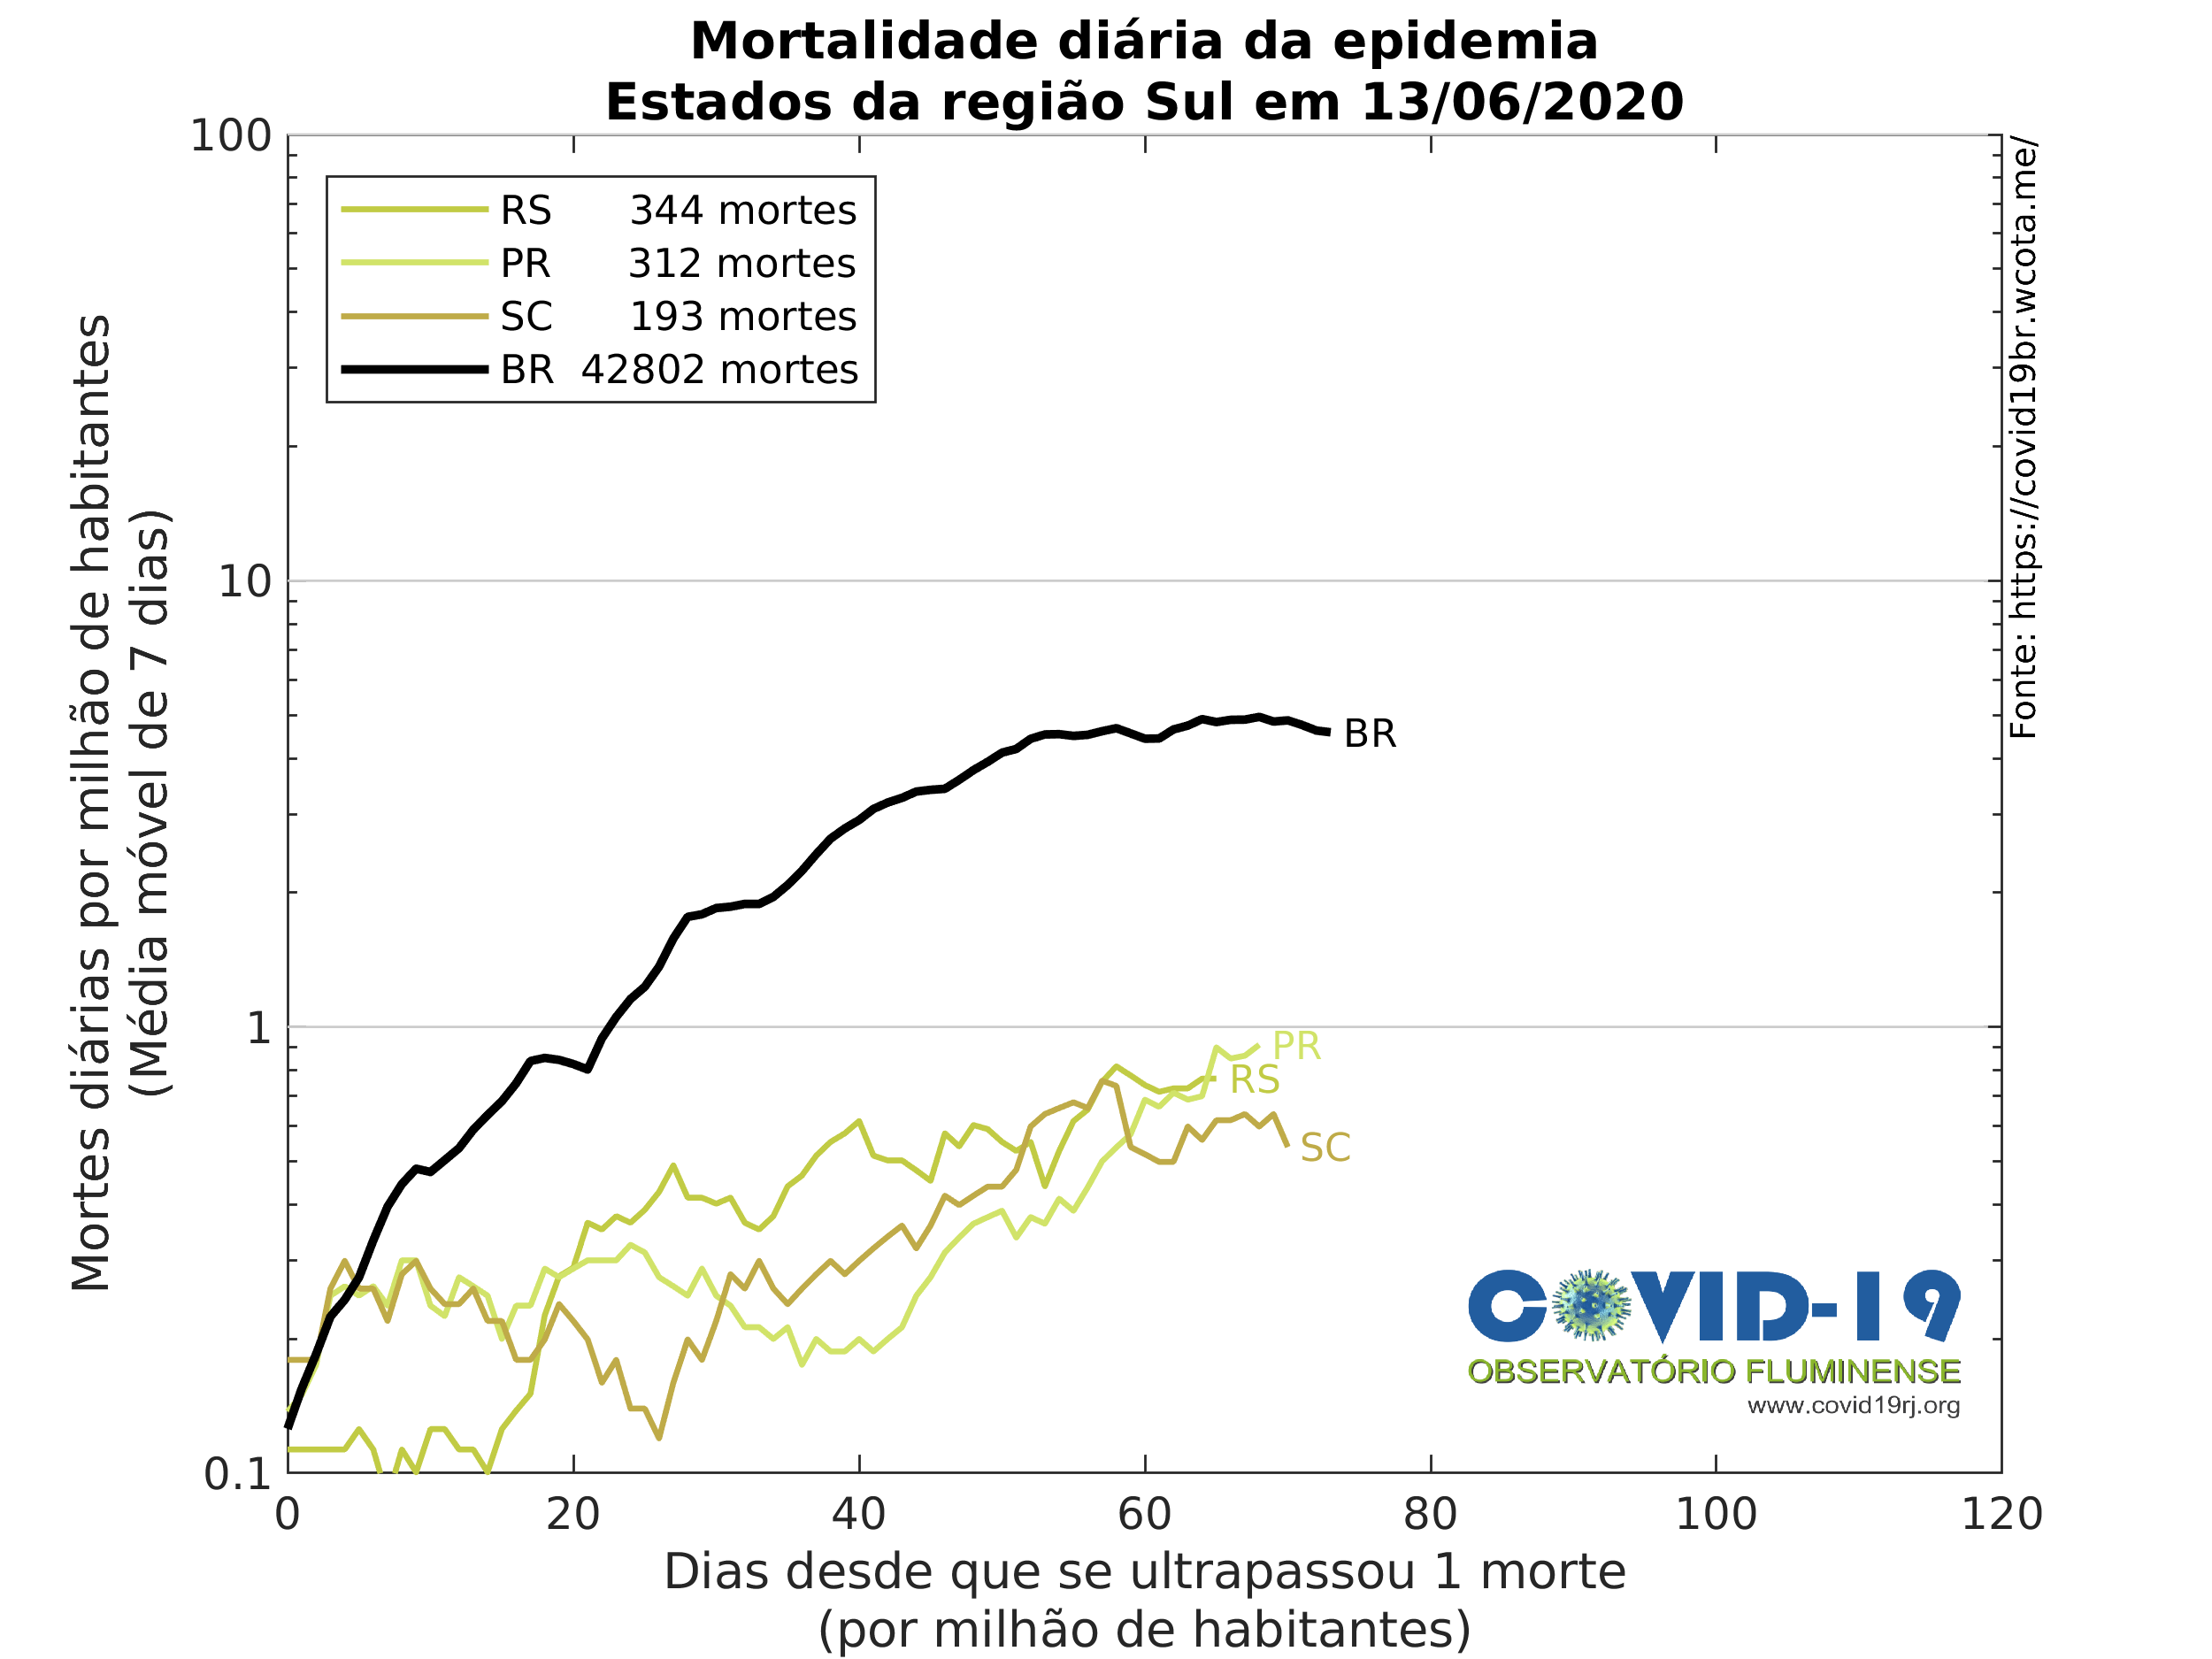 Mortalidade diária da epidemia
Estados da região Sul em 13/06/2020
100
10
1
0.1
RS 344 mortes
PR 312 mortes
SC 193 mortes
BR 42802 mortes
Mortes diárias por milhão de habitantes
(Média móvel de 7 dias)
Fonte: https://covid19br.wcota.me/
BR
PR
RS
SC
COVID-19
OBSERVATÓRIO FLUMINENSE
www.covid19rj.org
0 20 40 60 80 100 120
Dias desde que se ultrapassou 1 morte
(por milhão de habitantes)